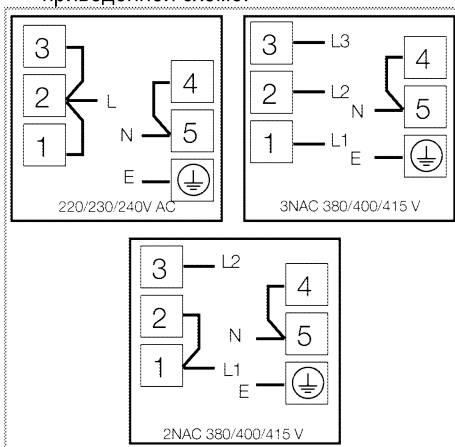 приведенной схеме.
3
2 L
1
4
N 5
E
220/230/240V AC
3 L3
2 L2
1 L1
4
N 5
E
3NAC 380/400/415 V
3 L2
2
1 L1
4
N 5
E
2NAC 380/400/415 V